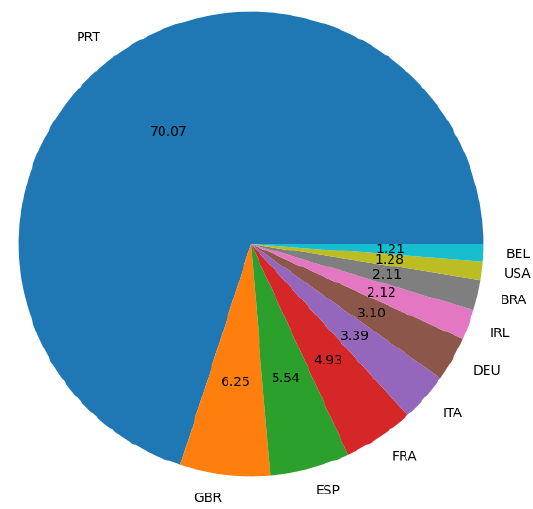 PRT
70.07
1.21
BEL
1.28
USA
2.11
BRA
2.12
IRL
3.10
DEU
3.39
ITA
4.93
FRA
5.54
ESP
6.25
GBR